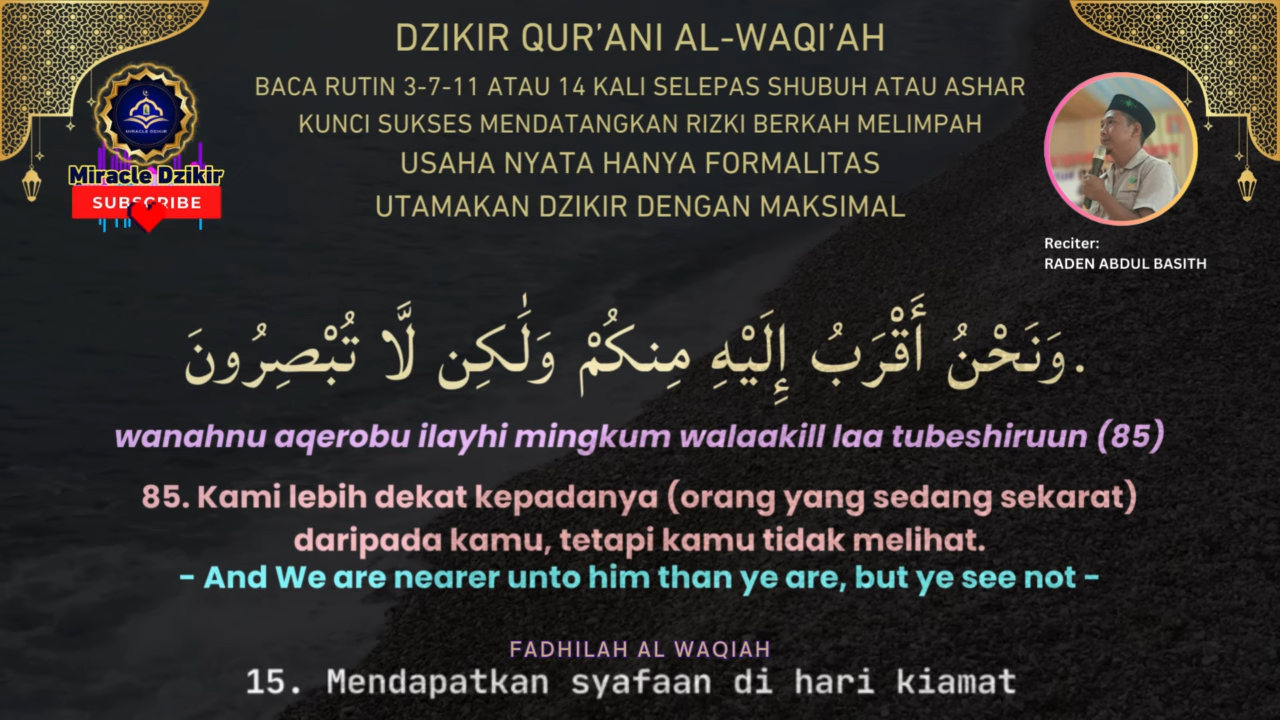 DZIKIR QUR'ANI AL-WAQI'AH
BACA RUTIN 3-7-11 ATAU 14 KALI SELEPAS SHUBUH ATAU ASHAR
KUNCI SUKSES MENDATANGKAN RIZKI BERKAH MELIMPAH
USAHA NYATA HANYA FORMALITAS
UTAMAKAN DZIKIR DENGAN MAKSIMAL
MIRACLE DZIKIR
Miracle Dzikir
SUBSCRIBE
Reciter:
RADEN ABDUL BASITH
وَنَحْنُ أَقْرَبُ إِلَيْهِ مِنكُمْ وَلَٰكِن لَّا تُبْصِرُونَ.
wanahnu aqerobu ilayhi mingkum walaakill laa tubeshiruun (85)
85. Kami lebih dekat kepadanya (orang yang sedang sekarat)
daripada kamu, tetapi kamu tidak melihat.
- And We are nearer unto him than ye are, but ye see not -
FADHILAH AL WAQIAH
15. Mendapatkan syafaan di hari kiamat